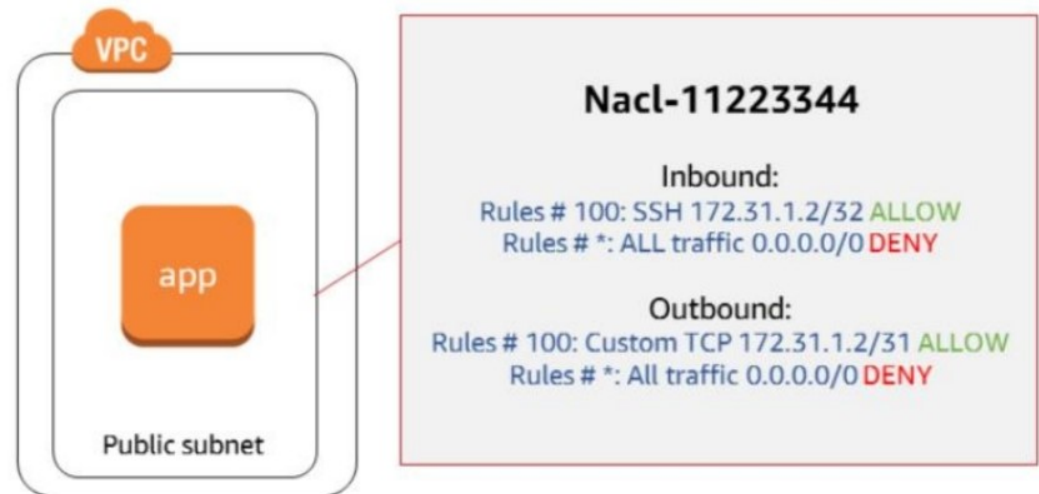 VPC
app
Public subnet
Nacl-11223344
Inbound:
Rules # 100: SSH 172.31.1.2/32 ALLOW
Rules # *: ALL traffic 0.0.0.0/0 DENY
Outbound:
Rules # 100: Custom TCP 172.31.1.2/31 ALLOW
Rules # *: All traffic 0.0.0.0/0 DENY